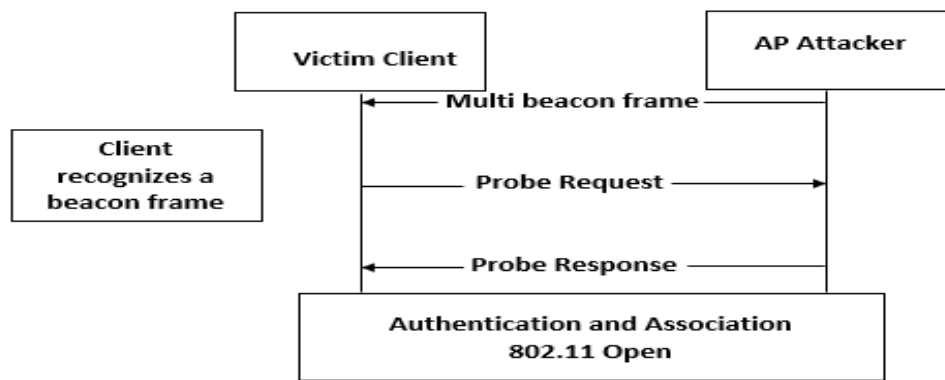 Victim Client
AP Attacker
Multi beacon frame
Client
recognizes a
beacon frame
Probe Request
Probe Response
Authentication and Association
802.11 Open